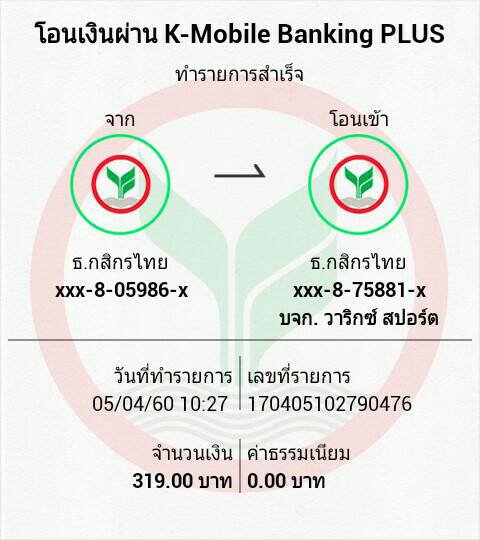 โอนเงินผ่าน K-Mobile Banking PLUS
ทำรายการสำเร็จ
จาก
โอนเข้า
ธ.กสิกรไทย
xxx-8-05986-x
ธ.กสิกรไทย
xxx-8-75881-x
บจก. วาริกซ์ สปอร์ต
วันที่ทำรายการ
05/04/60 10:27
เลขที่รายการ
170405102790476
จำนวนเงิน
319.00 บาท
ค่าธรรมเนียม
0.00 บาท